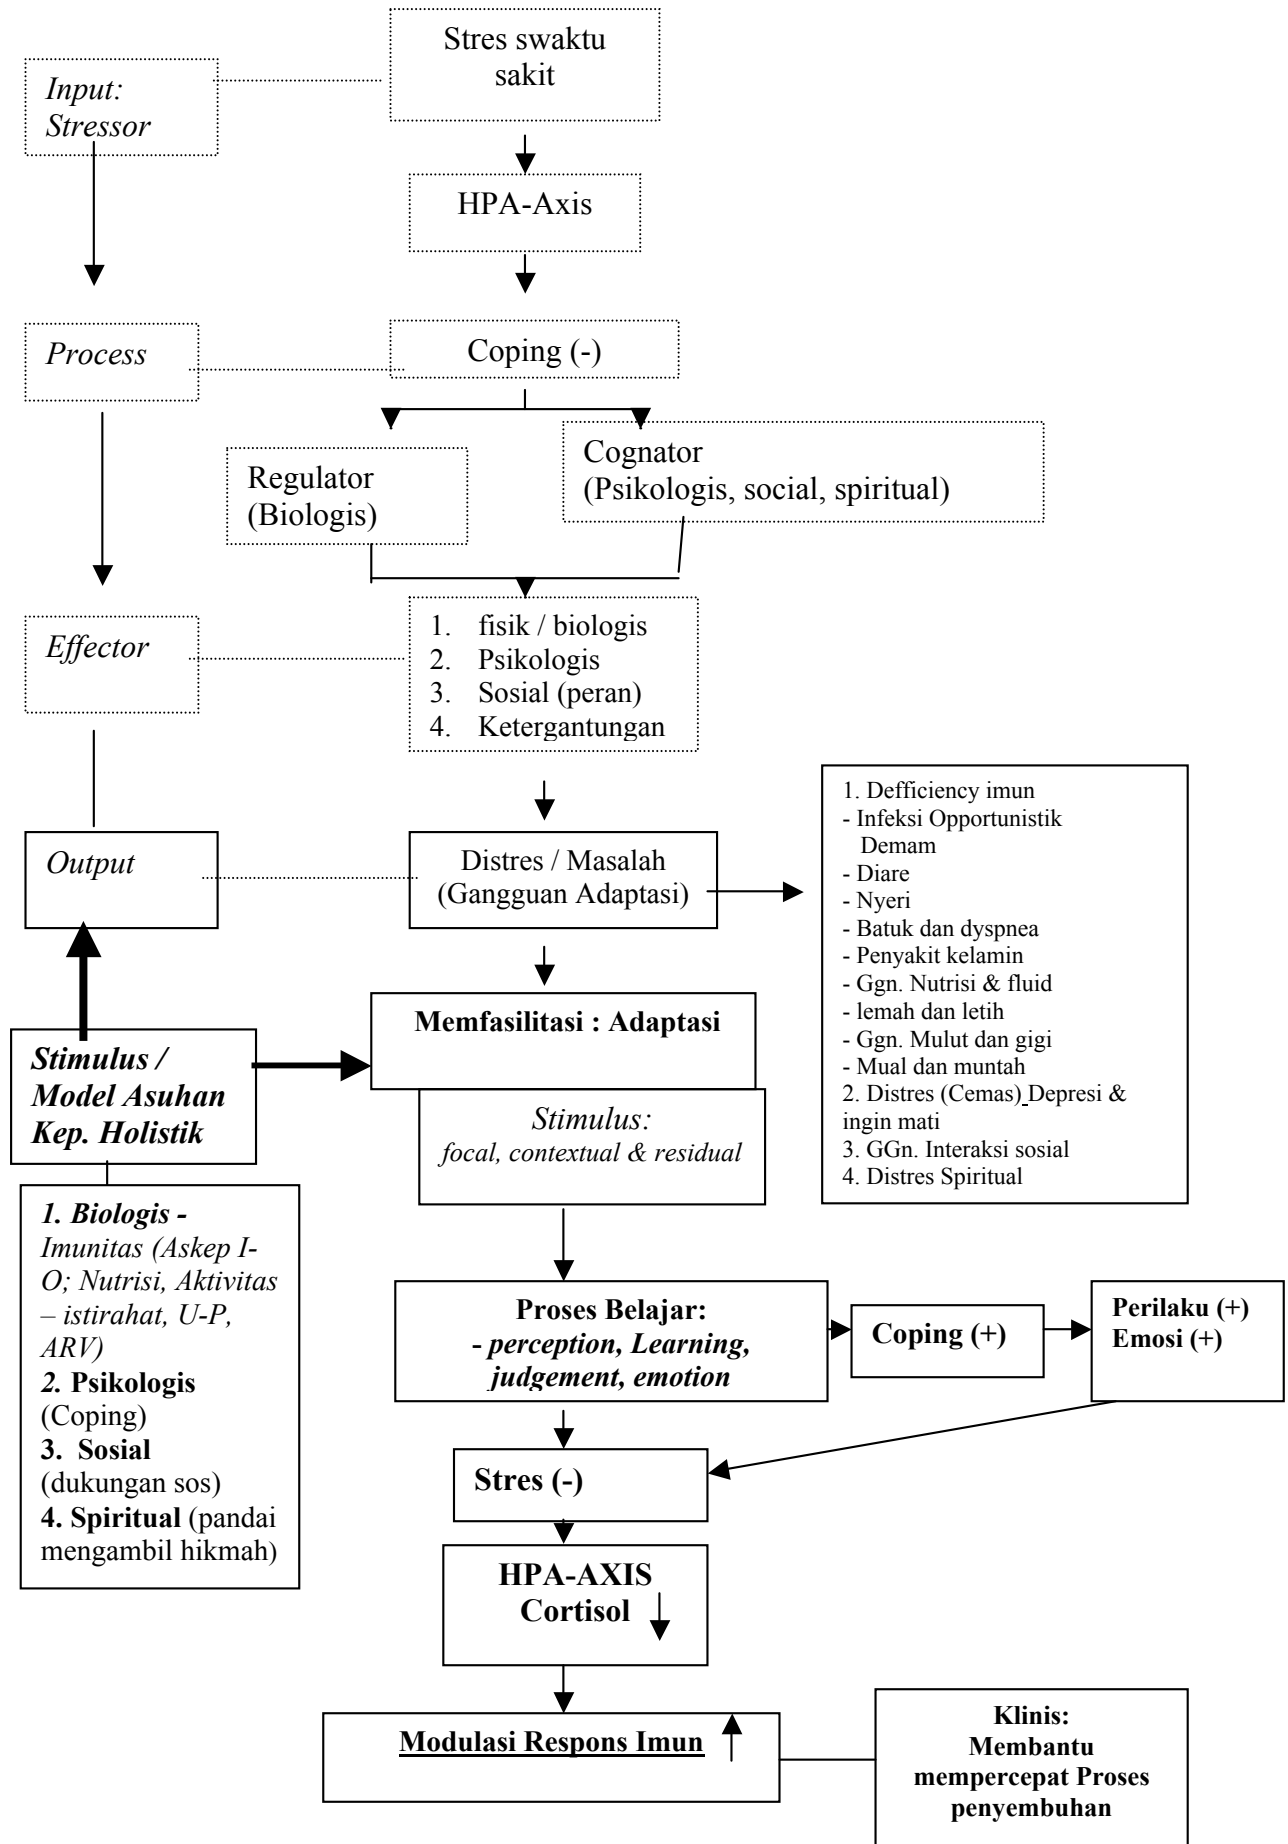 Stres swaktu
sakit
Input:
Stressor
HPA-Axis
Process
Coping (-)
Regulator
(Biologis)
Cognator
(Psikologis, social, spiritual)
Effector
1. fisik / biologis
2. Psikologis
3. Sosial (peran)
4. Ketergantungan
Output
Distres / Masalah
(Gangguan Adaptasi)
1. Defficiency imun
- Infeksi Opportunistik
Demam
- Diare
- Nyeri
- Batuk dan dyspnea
- Penyakit kelamin
- Ggn. Nutrisi & fluid
- lemah dan letih
- Ggn. Mulut dan gigi
- Mual dan muntah
2. Distres (Cemas)_Depresi &
ingin mati
3. GGn. Interaksi sosial
4. Distres Spiritual
Memfasilitasi : Adaptasi
Stimulus:
focal, contextual & residual
Stimulus /
Model Asuhan
Kep. Holistik
1. Biologis -
Imunitas (Askep I-
O; Nutrisi, Aktivitas
– istirahat, U-P,
ARV)
2. Psikologis
(Coping)
3. Sosial
(dukungan sos)
4. Spiritual (pandai
mengambil hikmah)
Proses Belajar:
- perception, Learning,
judgement, emotion
Coping (+)
Perilaku (+)
Emosi (+)
Stres (-)
HPA-AXIS
Cortisol
Modulasi Respons Imun
Klinis:
Membantu
mempercepat Proses
penyembuhan